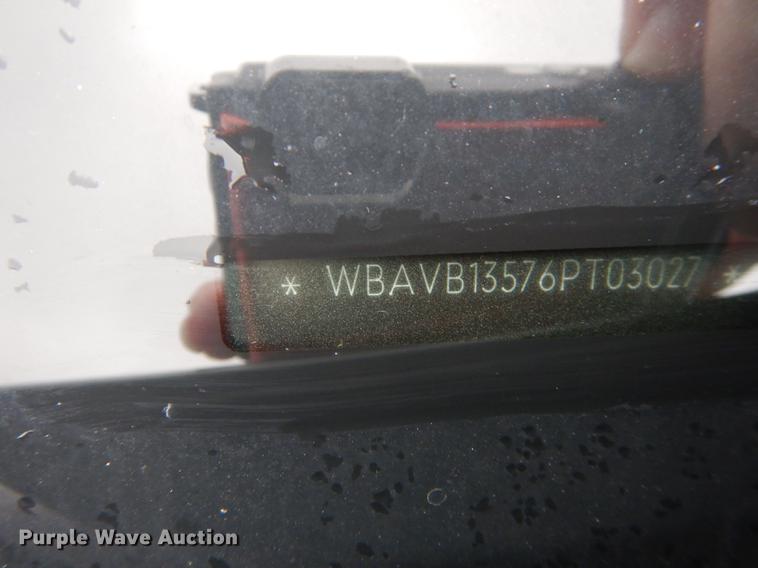 * WBAVB13576PT03027 *
Purple Wave Auction